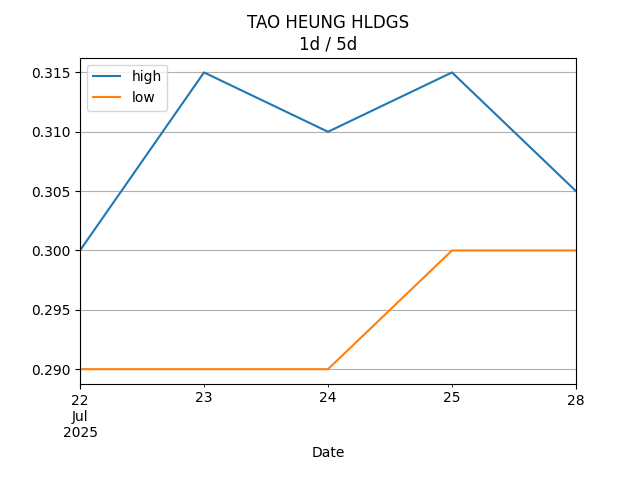 TAO HEUNG HLDGS
1d / 5d
high
low
0.315
0.310
0.305
0.300
0.295
0.290
22 23 24 25 28
Jul
2025
Date